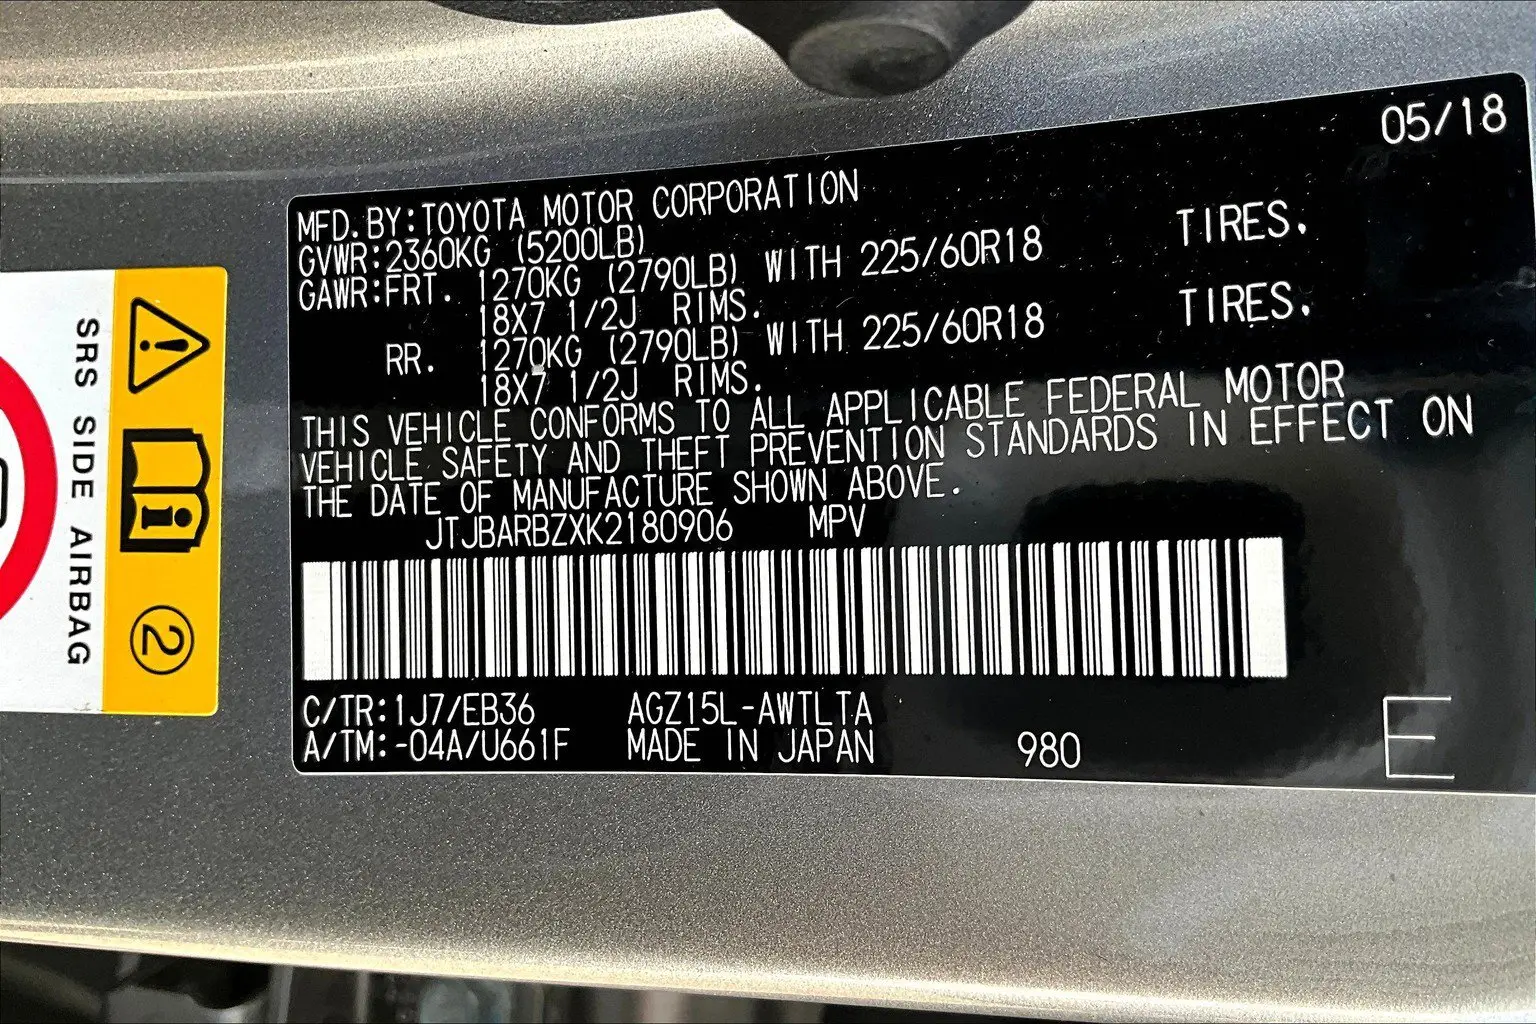 05/18
MFD.BY:TOYOTA MOTOR CORPORATION
GVWR:2360KG (5200LB)
GAWR:FRT. 1270KG (2790LB) WITH 225/60R18 TIRES.
18X7 1/2J RIMS.
RR. 1270KG (2790LB) WITH 225/60R18 TIRES.
18X7 1/2J RIMS.
THIS VEHICLE CONFORMS TO ALL APPLICABLE FEDERAL MOTOR
VEHICLE SAFETY AND THEFT PREVENTION STANDARDS IN EFFECT ON
THE DATE OF MANUFACTURE SHOWN ABOVE.
JTJBARBZXK2180906 MPV
C/TR:1J7/EB36 AGZ15L-AWTLTA
A/TM:-04A/U661F MADE IN JAPAN 980 E
SRS SIDE AIRBAG
2